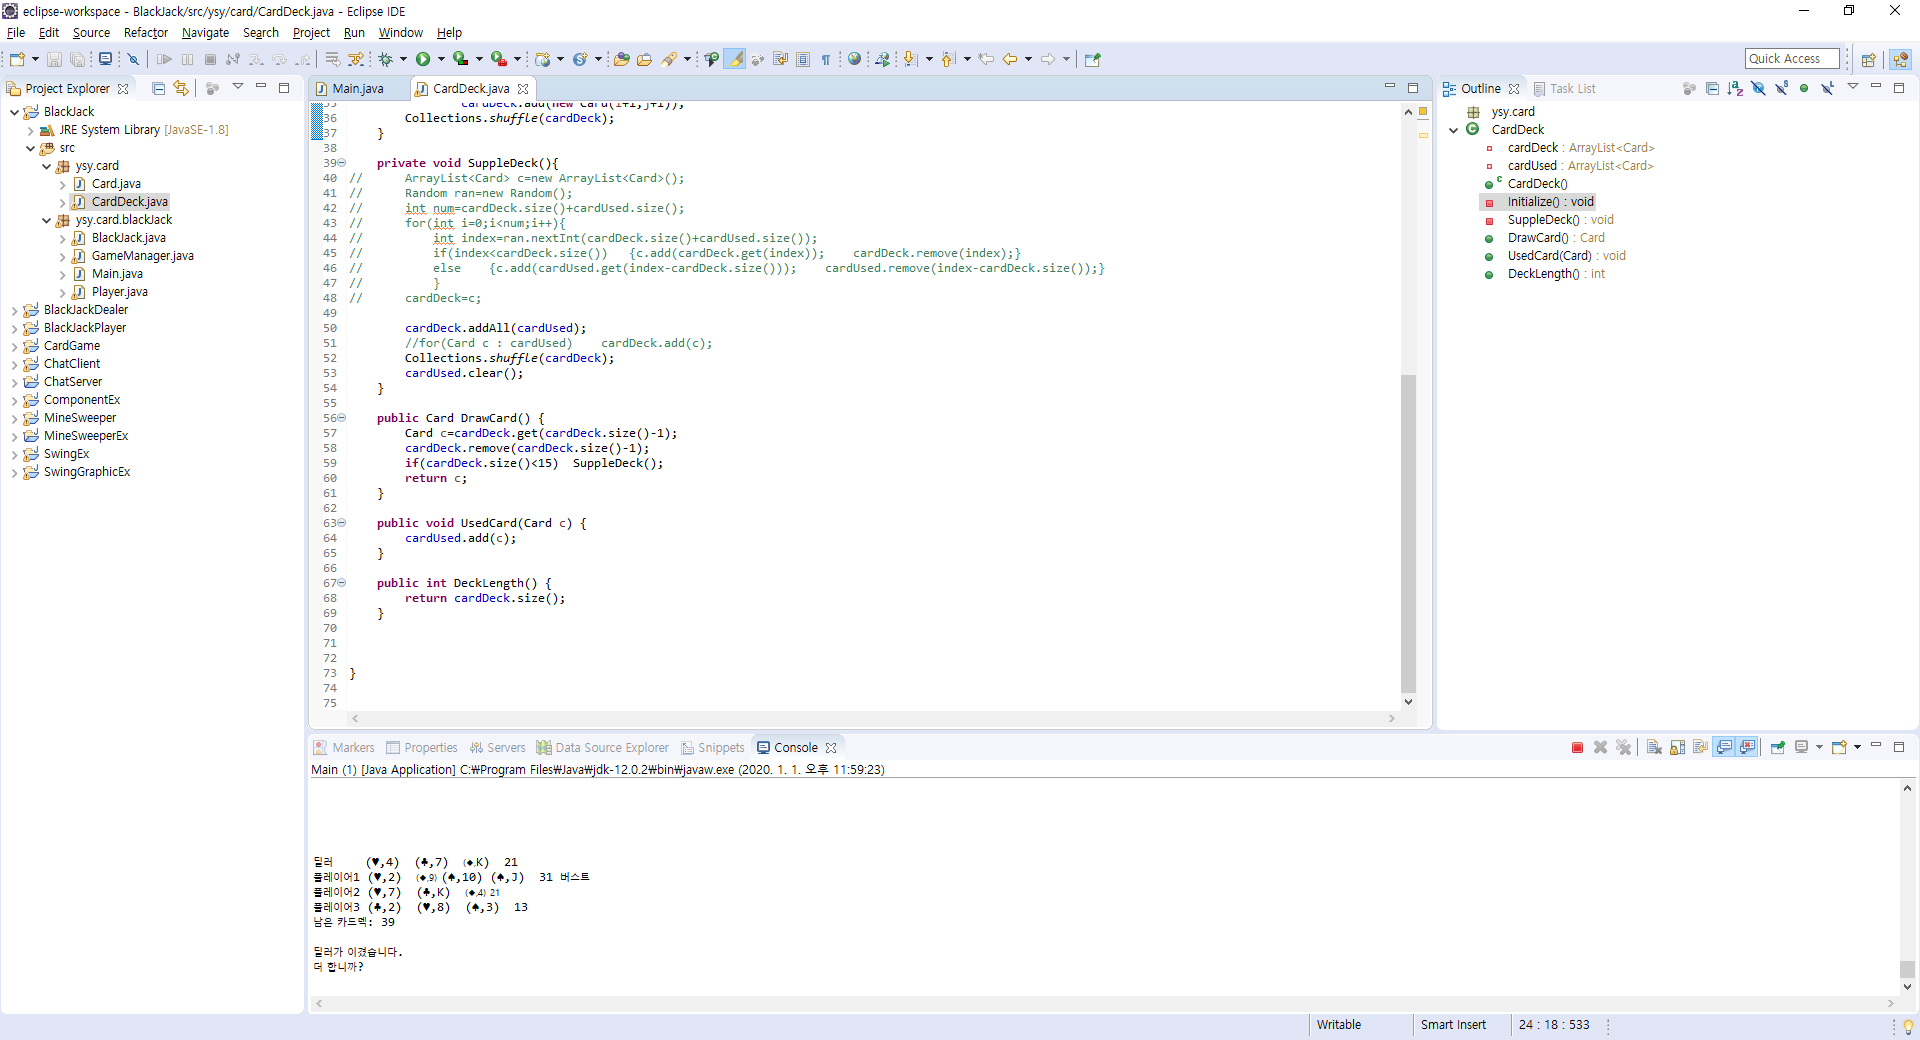 eclipse-workspace - BlackJack/src/ysy/card/CardDeck.java - Eclipse IDE
File Edit Source Refactor Navigate Search Project Run Window Help
Quick Access
Project Explorer
BlackJack
JRE System Library [JavaSE-1.8]
src
ysy.card
Card.java
CardDeck.java
ysy.card.blackJack
BlackJack.java
GameManager.java
Main.java
Player.java
BlackJackDealer
BlackJackPlayer
CardGame
ChatClient
ChatServer
ComponentEx
MineSweeper
MineSweeperEx
SwingEx
SwingGraphicEx
Main.java CardDeck.java
35 cardDeck.add(new Card(i+1,j+1));
36 Collections.shuffle(cardDeck);
37 }
38
39 private void SuppleDeck(){
40 // ArrayList<Card> c=new ArrayList<Card>();
41 // Random ran=new Random();
42 // int num=cardDeck.size()+cardUsed.size();
43 // for(int i=0;i<num;i++){
44 // int index=ran.nextInt(cardDeck.size()+cardUsed.size());
45 // if(index<cardDeck.size()) {c.add(cardDeck.get(index)); cardDeck.remove(index);}
46 // else {c.add(cardUsed.get(index-cardDeck.size())); cardUsed.remove(index-cardDeck.size());}
47 // }
48 // cardDeck=c;
49
50 cardDeck.addAll(cardUsed);
51 //for(Card c : cardUsed) cardDeck.add(c);
52 Collections.shuffle(cardDeck);
53 cardUsed.clear();
54 }
55
56 public Card DrawCard() {
57 Card c=cardDeck.get(cardDeck.size()-1);
58 cardDeck.remove(cardDeck.size()-1);
59 if(cardDeck.size()<15) SuppleDeck();
60 return c;
61 }
62
63 public void UsedCard(Card c) {
64 cardUsed.add(c);
65 }
66
67 public int DeckLength() {
68 return cardDeck.size();
69 }
70
71
72
73 }
74
75
Outline Task List
ysy.card
CardDeck
cardDeck : ArrayList<Card>
cardUsed : ArrayList<Card>
CardDeck()
Initialize() : void
SuppleDeck() : void
DrawCard() : Card
UsedCard(Card) : void
DeckLength() : int
Markers Properties Servers Data Source Explorer Snippets Console
Main (1) [Java Application] C:₩Program Files₩Java₩jdk-12.0.2₩bin₩javaw.exe (2020. 1. 1. 오후 11:59:23)
딜러 (♥,4) (♣,7) (◆,K) 21
플레이어1 (♥,2) (◆,9) (♠,10) (♠,J) 31 버스트
플레이어2 (♥,7) (♣,K) (◆,4) 21
플레이어3 (♣,2) (♥,8) (♠,3) 13
남은 카드덱: 39
딜러가 이겼습니다.
더 합니까?
Writable Smart Insert 24 : 18 : 533